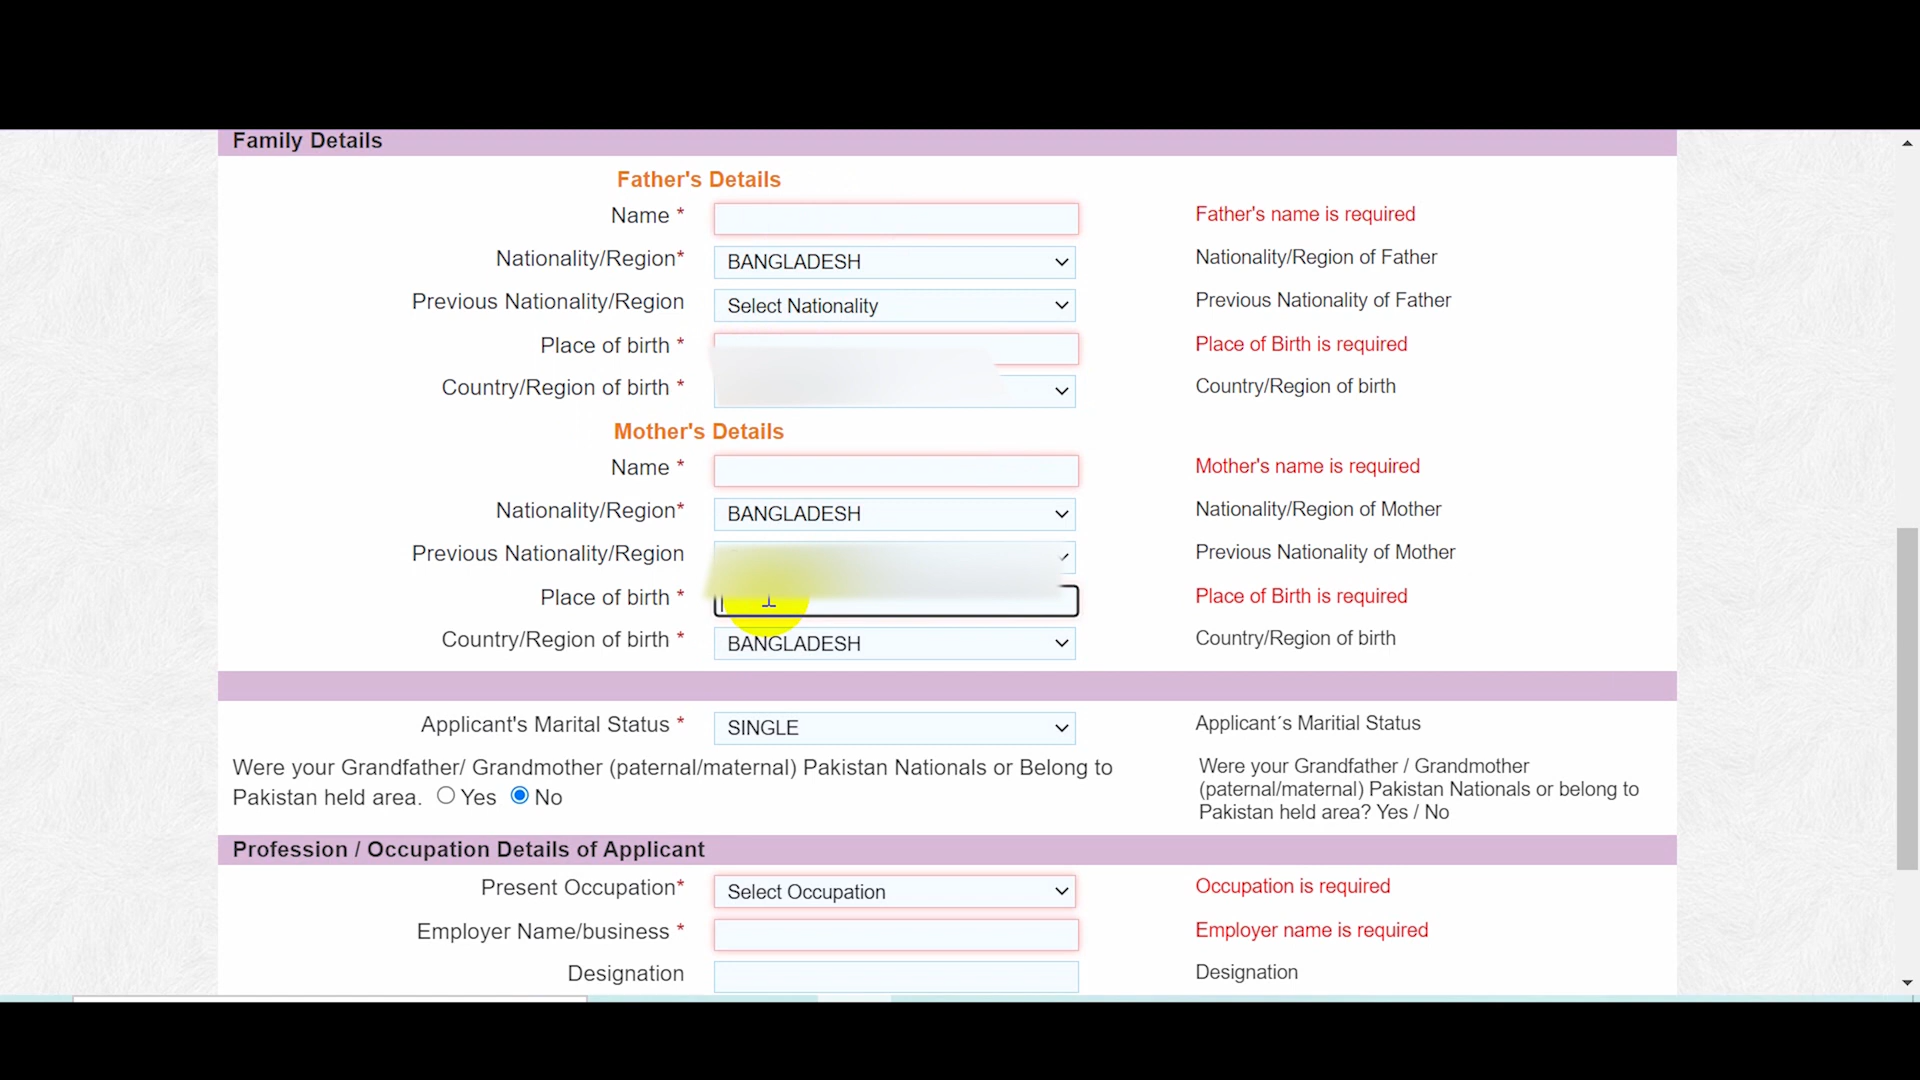 Family Details
Father's Details
Name * Father's name is required
Nationality/Region* BANGLADESH Nationality/Region of Father
Previous Nationality/Region Select Nationality Previous Nationality of Father
Place of birth * Place of Birth is required
Country/Region of birth * Country/Region of birth
Mother's Details
Name * Mother's name is required
Nationality/Region* BANGLADESH Nationality/Region of Mother
Previous Nationality/Region Previous Nationality of Mother
Place of birth * Place of Birth is required
Country/Region of birth * BANGLADESH Country/Region of birth
Applicant's Marital Status * SINGLE Applicant´s Maritial Status
Were your Grandfather/ Grandmother (paternal/maternal) Pakistan Nationals or Belong to
Pakistan held area. Yes No
Were your Grandfather / Grandmother
(paternal/maternal) Pakistan Nationals or belong to
Pakistan held area? Yes / No
Profession / Occupation Details of Applicant
Present Occupation* Select Occupation Occupation is required
Employer Name/business * Employer name is required
Designation Designation